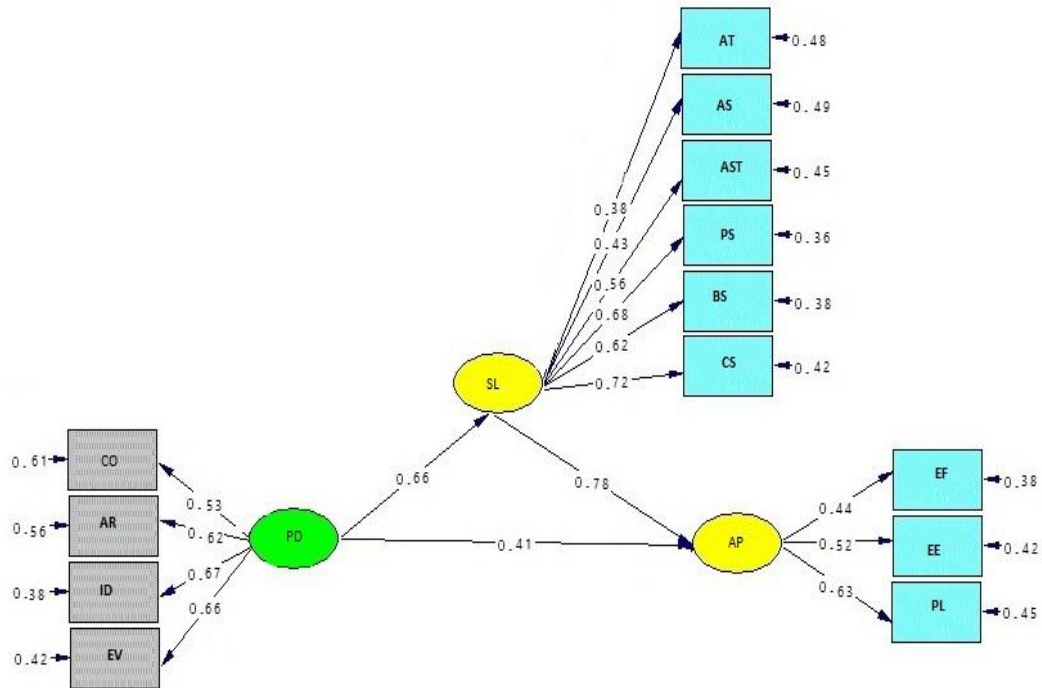 AT
0.48
AS
0.49
AST
0.45
PS
0.36
BS
0.38
CS
0.42
0.38
0.43
0.56
0.68
0.62
0.72
SL
0.66
0.78
0.61
CO
0.53
0.56
AR
0.62
PD
0.41
AP
0.38
ID
0.67
0.42
EV
0.66
EF
0.38
0.44
EE
0.42
0.52
PL
0.45
0.63